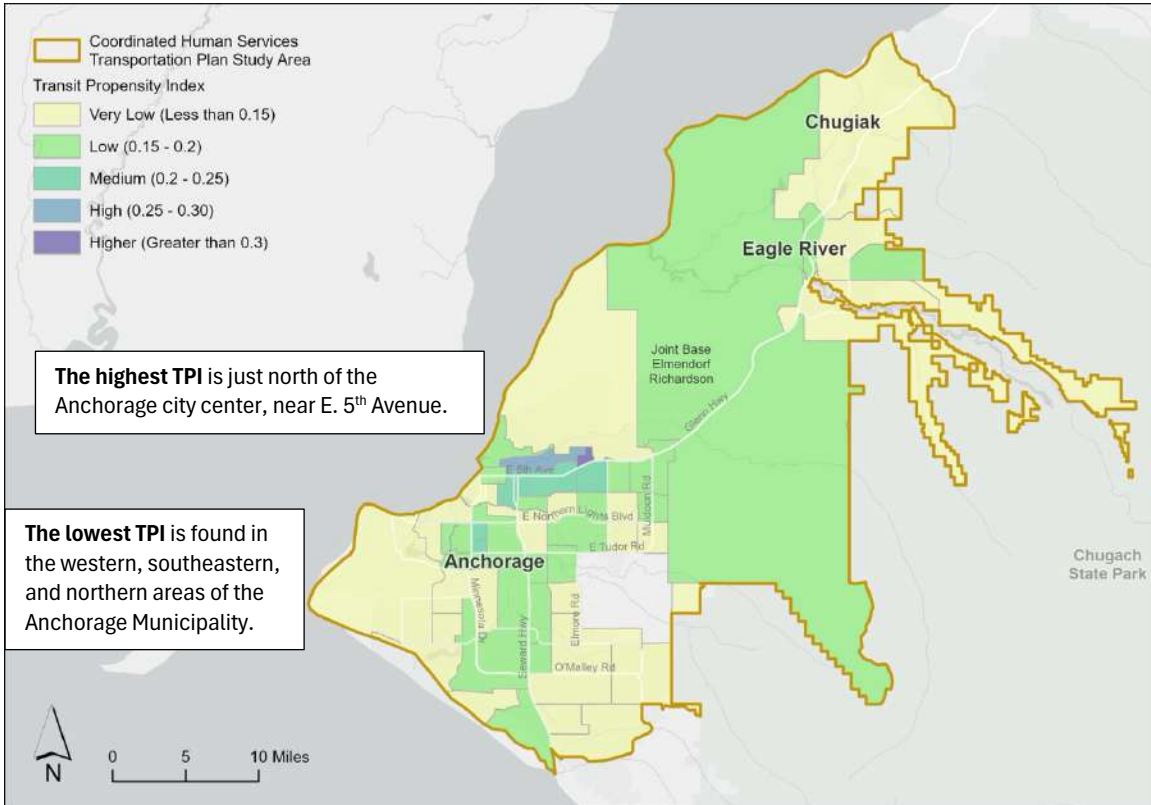 Coordinated Human Services
Transportation Plan Study Area
Transit Propensity Index
Very Low (Less than 0.15)
Low (0.15 - 0.2)
Medium (0.2 - 0.25)
High (0.25 - 0.30)
Higher (Greater than 0.3)
Chugiak
Eagle River
Joint Base
Elmendorf
Richardson
Glenn Hwy
The highest TPI is just north of the
Anchorage city center, near E. 5th Avenue.
E 5th Ave
Muldoon Rd
E Northern Lights Blvd
E Tudor Rd
The lowest TPI is found in
the western, southeastern,
and northern areas of the
Anchorage Municipality.
Anchorage
Chugach
State Park
Minnesota Dr
Seward Hwy
Elmore Rd
O'Malley Rd
N
0 5 10 Miles